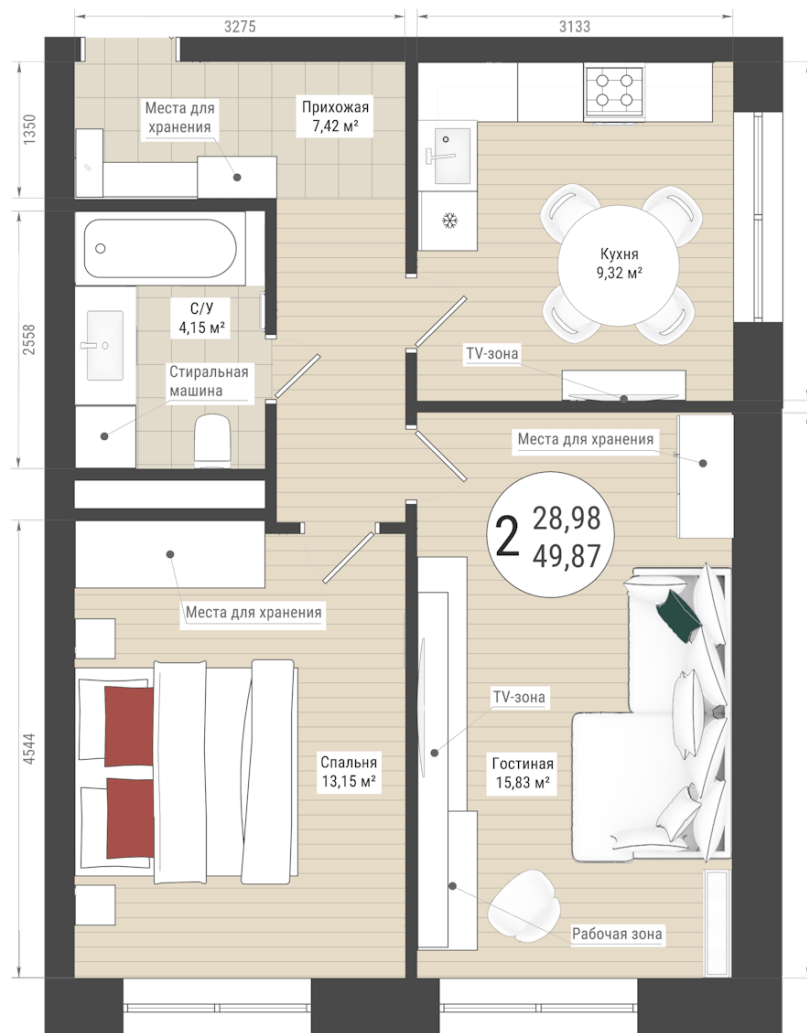 3275
3133
1350
Места для
хранения
Прихожая
7,42 м²
Кухня
9,32 м²
С/У
4,15 м²
2558
TV-зона
Стиральная
машина
Места для хранения
2
28,98
49,87
Места для хранения
4544
TV-зона
Спальня
13,15 м²
Гостиная
15,83 м²
Рабочая зона